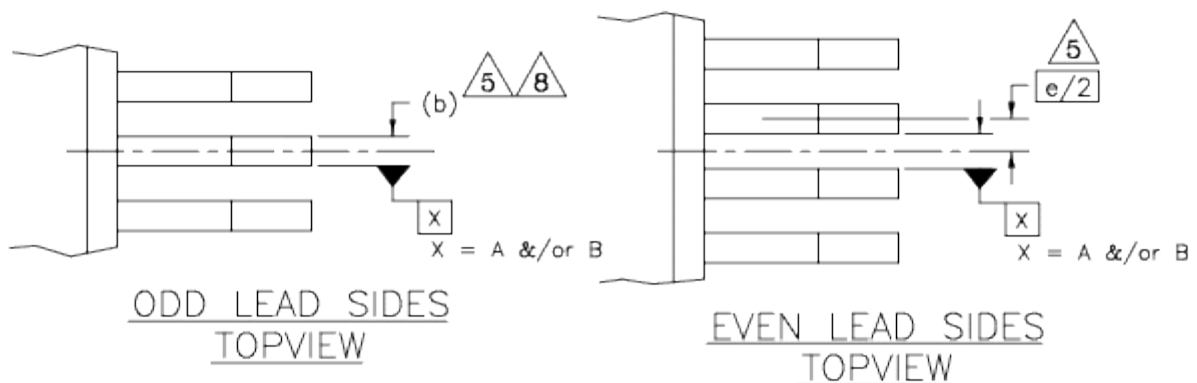 5 8
(b)
X
X = A &/or B
ODD LEAD SIDES
TOPVIEW
5
e/2
X
X = A &/or B
EVEN LEAD SIDES
TOPVIEW